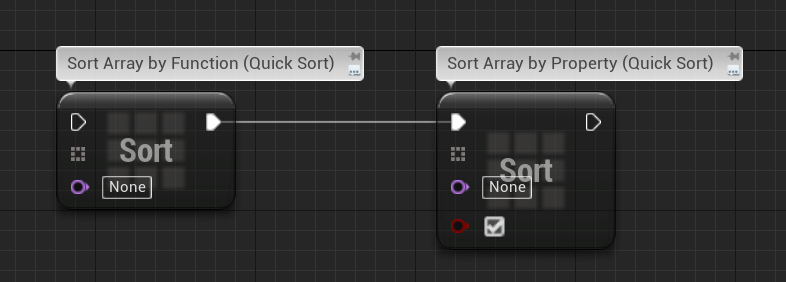 Sort Array by Function (Quick Sort)
Sort Array by Property (Quick Sort)
Sort
None
Sort
None